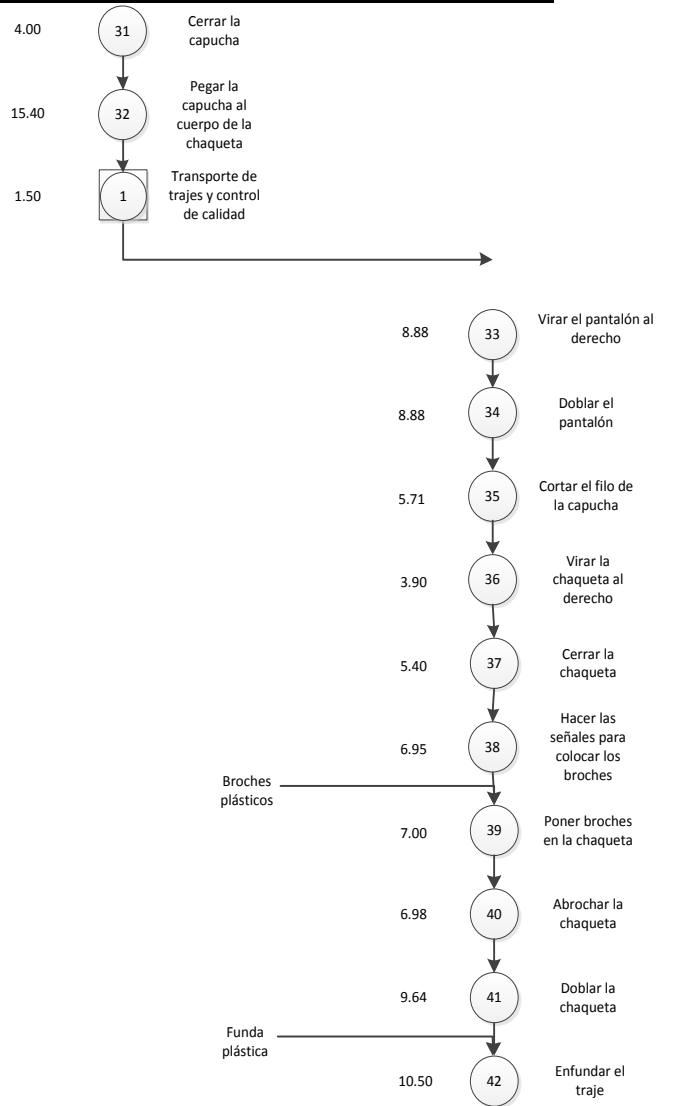 4.00
31
Cerrar la
capucha
15.40
32
Pegar la
capucha al
cuerpo de la
chaqueta
1.50
1
Transporte de
trajes y control
de calidad
8.88
33
Virar el pantalón al
derecho
8.88
34
Doblar el
pantalón
5.71
35
Cortar el filo de
la capucha
3.90
36
Virar la
chaqueta al
derecho
5.40
37
Cerrar la
chaqueta
6.95
38
Hacer las
señales para
colocar los
broches
Broches
plásticos
7.00
39
Poner broches
en la chaqueta
6.98
40
Abrochar la
chaqueta
9.64
41
Doblar la
chaqueta
Funda
plástica
10.50
42
Enfundar el
traje